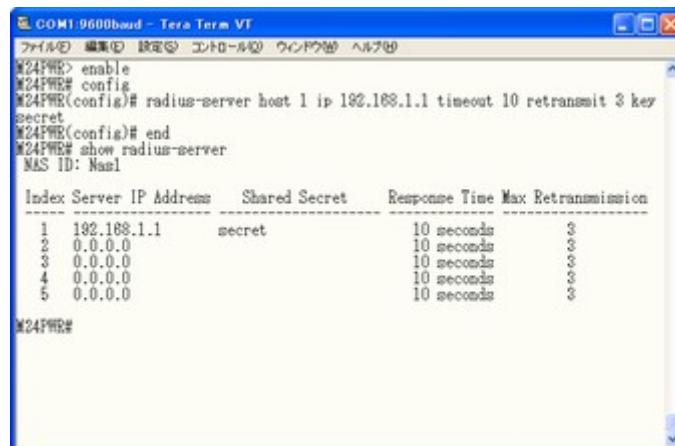 COM1:9600baud - Tera Term VT
ファイル(F) 編集(E) 設定(S) コントロール(O) ウィンドウ(W) ヘルプ(H)
M24PWR> enable
M24PWR# config
M24PWR(config)# radius-server host 1 ip 192.168.1.1 timeout 10 retransmit 3 key
secret
M24PWR(config)# end
M24PWR# show radius-server
NAS ID: Nas1
Index Server IP Address Shared Secret Response Time Max Retransmission
----- ----------------- -------------------- ------------- ------------------
1 192.168.1.1 secret 10 seconds 3
2 0.0.0.0 10 seconds 3
3 0.0.0.0 10 seconds 3
4 0.0.0.0 10 seconds 3
5 0.0.0.0 10 seconds 3
M24PWR#